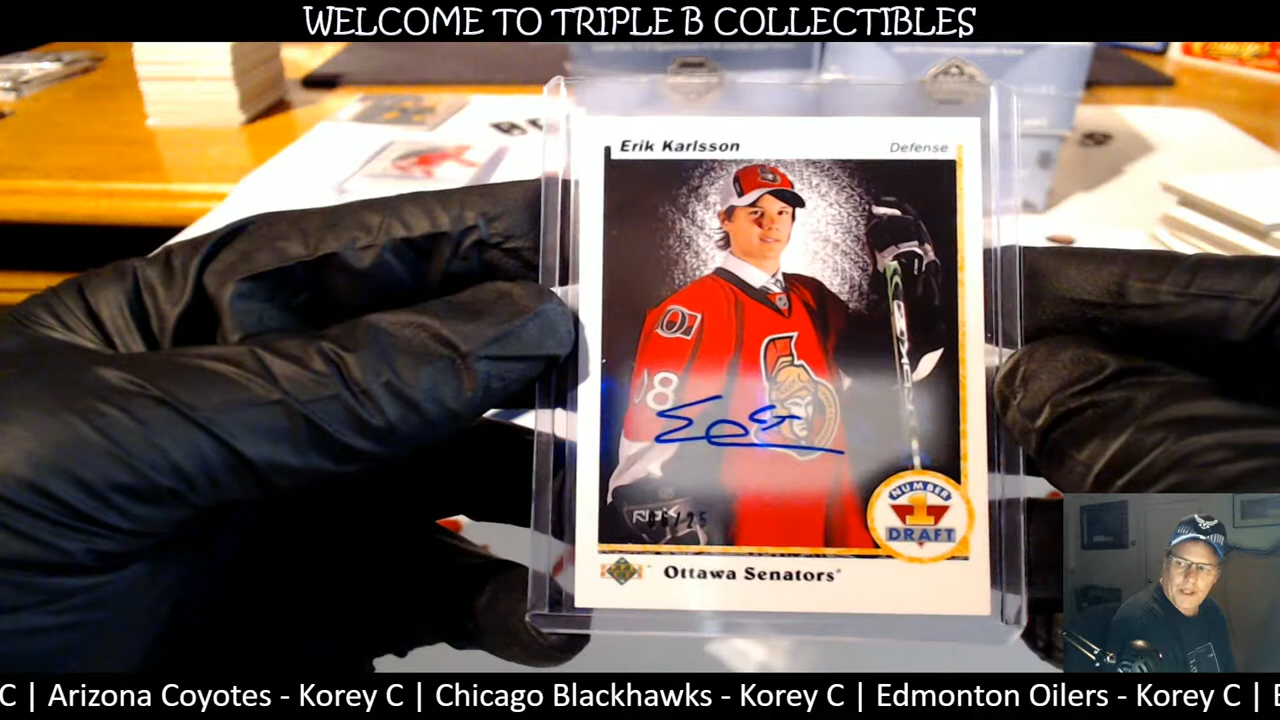 WELCOME TO TRIPLE B COLLECTIBLES
Erik Karlsson
Defense
08
NUMBER
1
DRAFT
Ottawa Senators
C | Arizona Coyotes - Korey C | Chicago Blackhawks - Korey C | Edmonton Oilers - Korey C | E